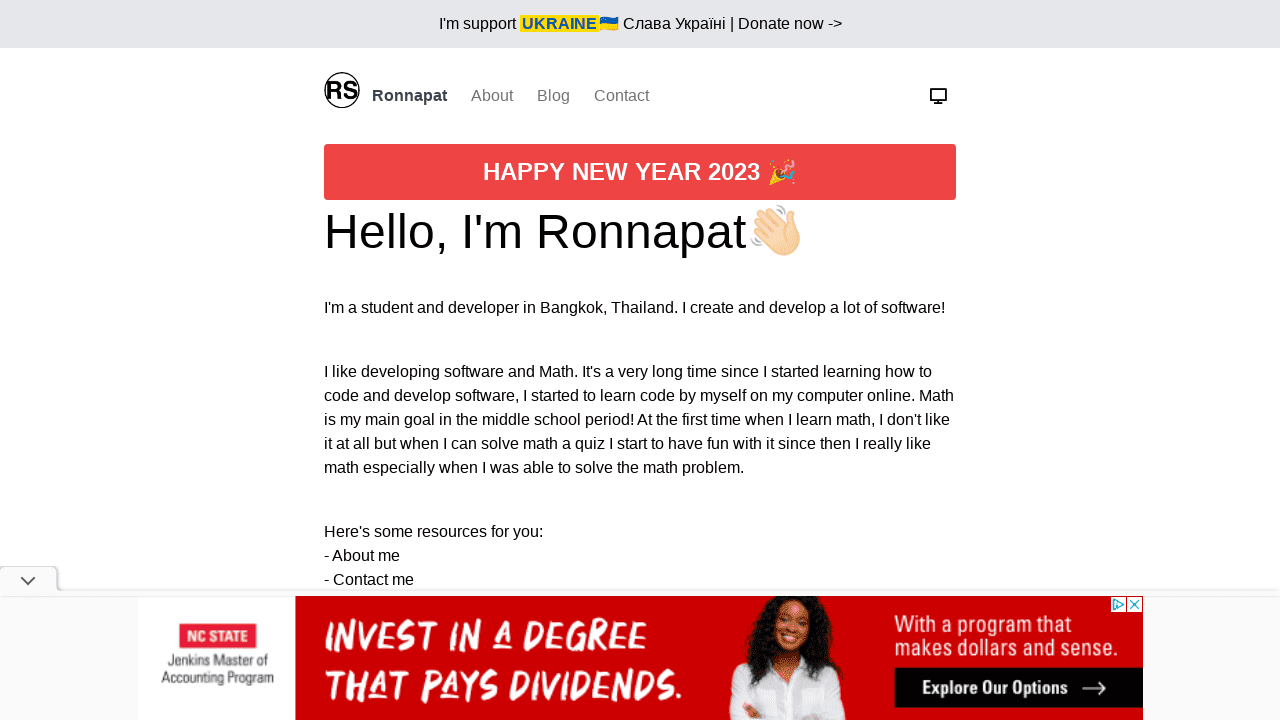 I'm support UKRAINE🇺🇦 Слава Україні | Donate now ->
RS Ronnapat About Blog Contact
HAPPY NEW YEAR 2023 🎉
Hello, I'm Ronnapat👋🏻
I'm a student and developer in Bangkok, Thailand. I create and develop a lot of software!
I like developing software and Math. It's a very long time since I started learning how to
code and develop software, I started to learn code by myself on my computer online. Math
is my main goal in the middle school period! At the first time when I learn math, I don't like
it at all but when I can solve math a quiz I start to have fun with it since then I really like
math especially when I was able to solve the math problem.
Here's some resources for you:
- About me
- Contact me
NC STATE
Jenkins Master of
Accounting Program
INVEST IN A DEGREE
THAT PAYS DIVIDENDS.
With a program that
makes dollars and sense.
Explore Our Options